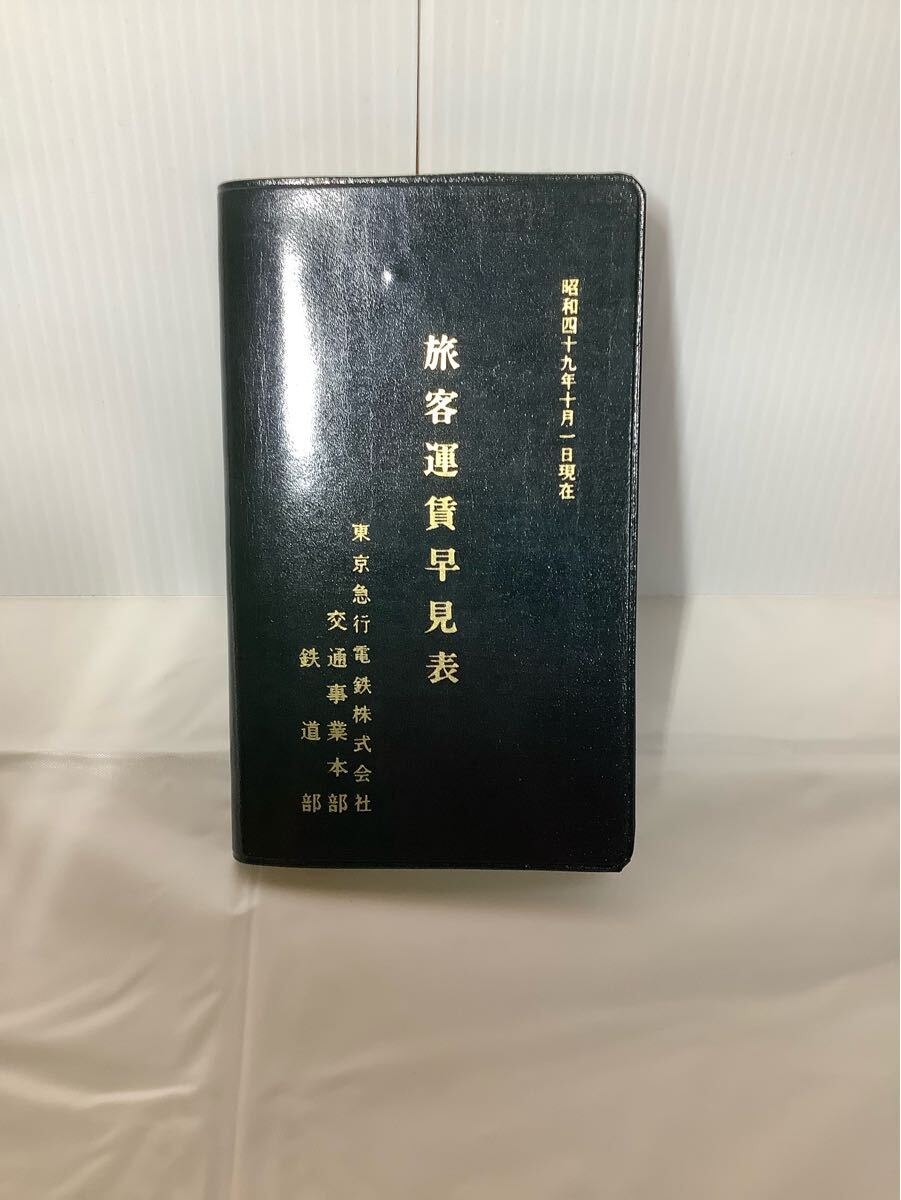 昭和四十九年十月一日現在
旅客運賃早見表
東京急行電鉄株式会社
交通事業本部
鉄道部